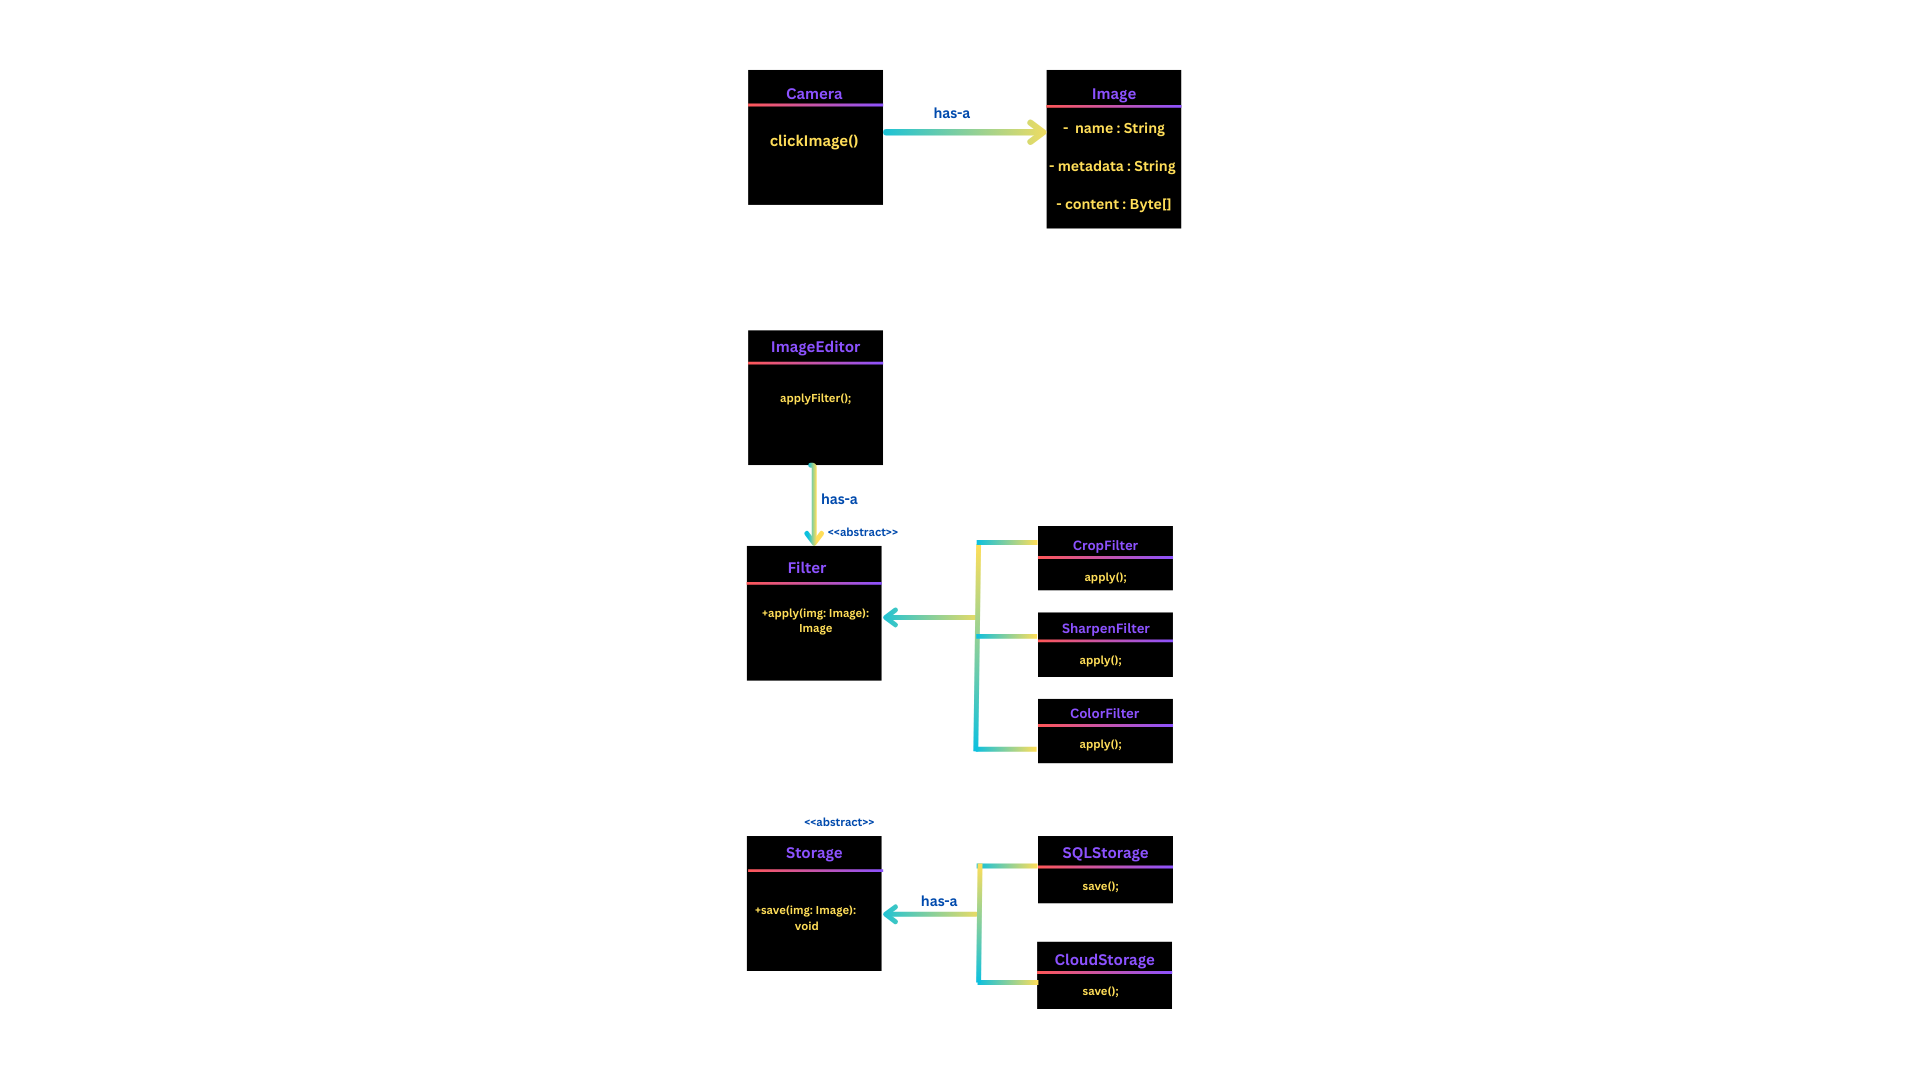 Camera
clickImage()
has-a
Image
- name : String
- metadata : String
- content : Byte[]
ImageEditor
applyFilter();
has-a
<<abstract>>
Filter
+apply(img: Image):
Image
CropFilter
apply();
SharpenFilter
apply();
ColorFilter
apply();
<<abstract>>
Storage
+save(img: Image):
void
has-a
SQLStorage
save();
CloudStorage
save();